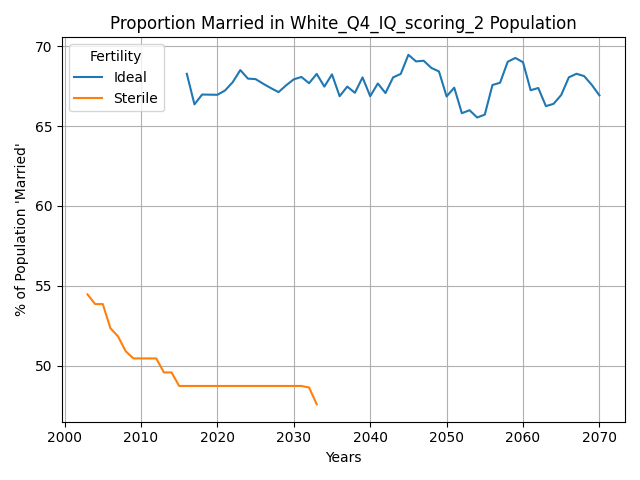 Proportion Married in White_Q4_IQ_scoring_2 Population
Fertility
Ideal
Sterile
% of Population 'Married'
70
65
60
55
50
2000 2010 2020 2030 2040 2050 2060 2070
Years